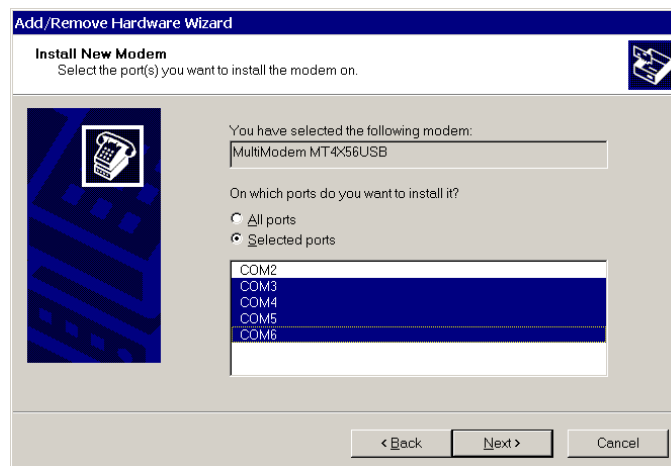 Add/Remove Hardware Wizard
Install New Modem
Select the port(s) you want to install the modem on.
You have selected the following modem:
MultiModem MT4X56USB
On which ports do you want to install it?
All ports
Selected ports
COM2
COM3
COM4
COM5
COM6
< Back
Next >
Cancel